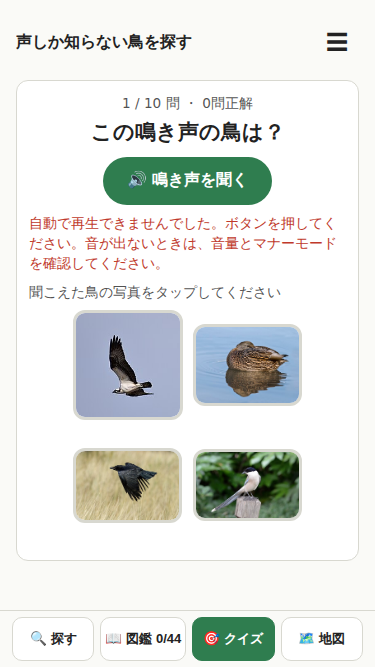 声しか知らない鳥を探す
1 / 10 問 ・ 0問正解
この鳴き声の鳥は？
🔊 鳴き声を聞く
自動で再生できませんでした。ボタンを押してく
ださい。音が出ないときは、音量とマナーモード
を確認してください。
聞こえた鳥の写真をタップしてください
🔍 探す
📖 図鑑 0/44
🎯 クイズ
🗺️ 地図